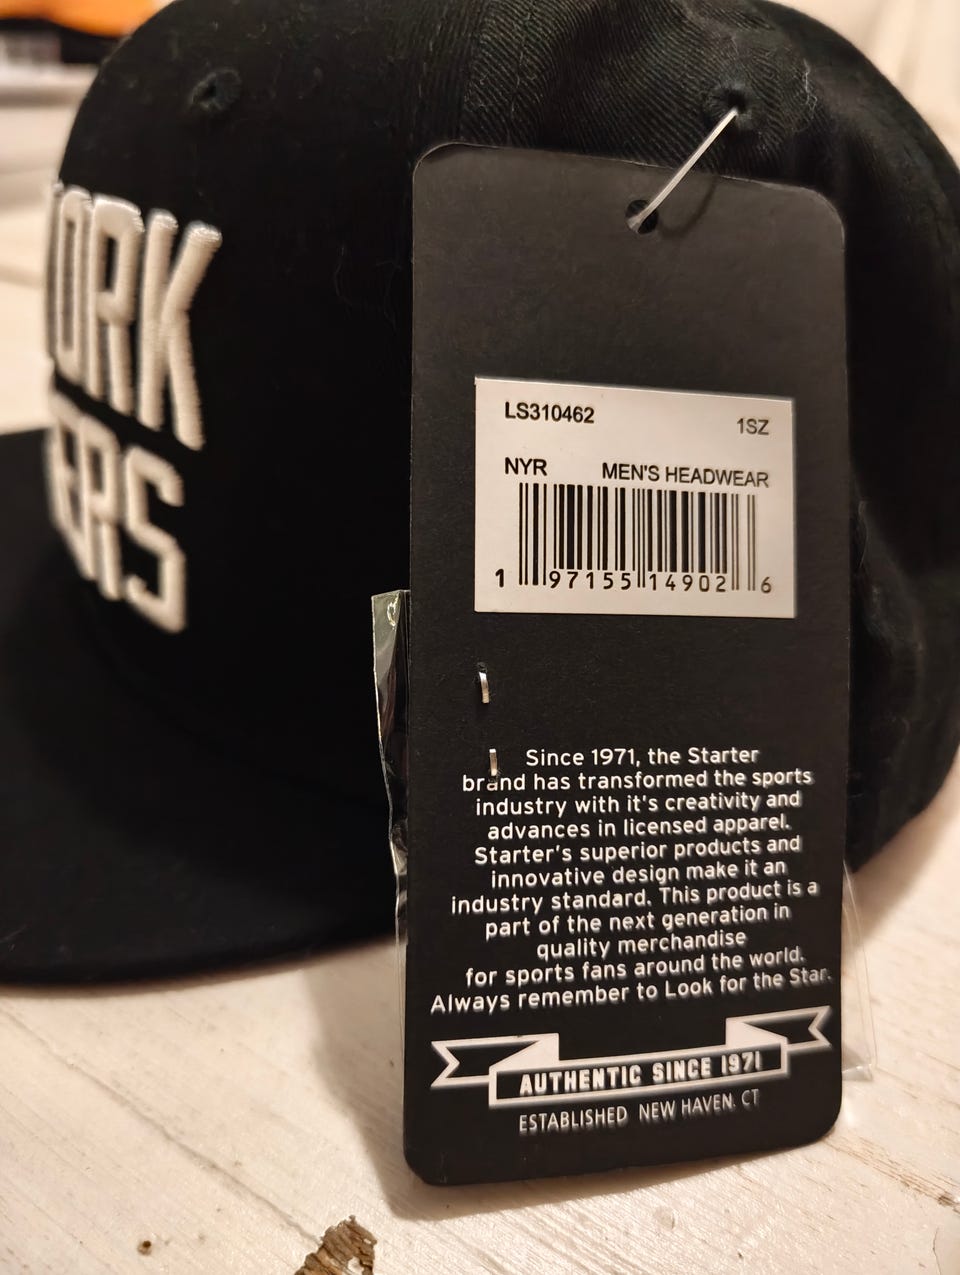 ORK
ERS
LS310462
1SZ
NYR MEN'S HEADWEAR
1 97155 14902 6
Since 1971, the Starter
brand has transformed the sports
industry with it's creativity and
advances in licensed apparel.
Starter's superior products and
innovative design make it an
industry standard. This product is a
part of the next generation in
quality merchandise
for sports fans around the world.
Always remember to Look for the Star.
AUTHENTIC SINCE 1971
ESTABLISHED NEW HAVEN. CT